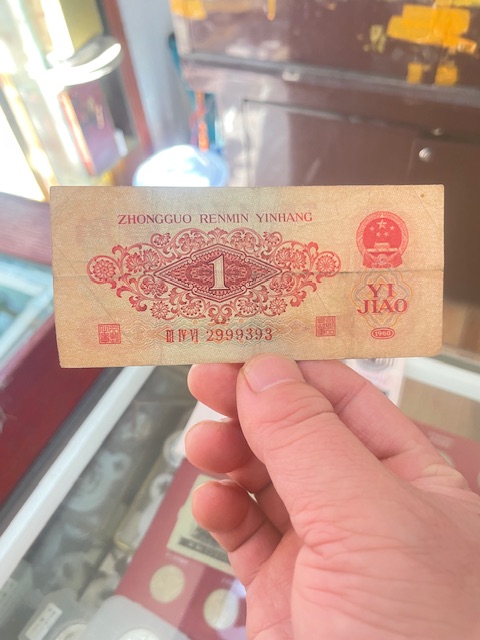 ZHONGGUO RENMIN YINHANG
1
YI
JIAO
III IV VI 2999393
1960